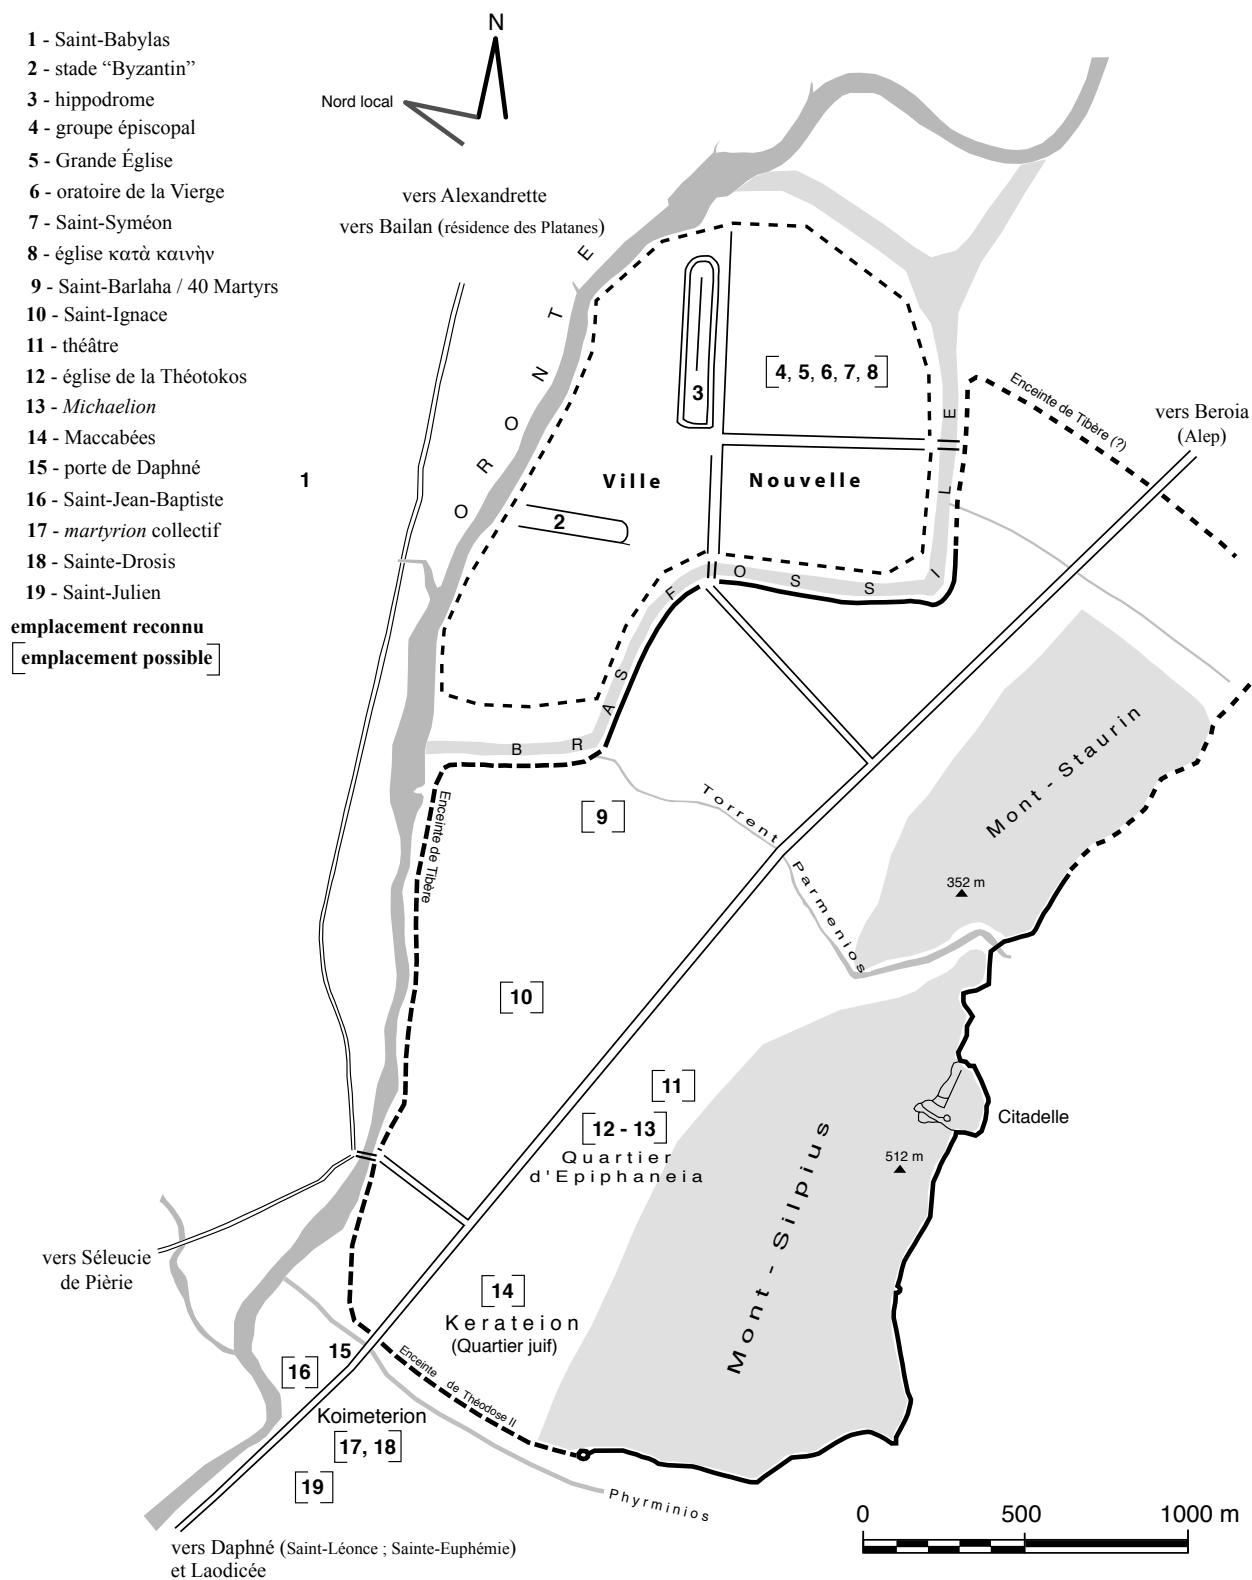 1 - Saint-Babylas
2 - stade “Byzantin”
3 - hippodrome
4 - groupe épiscopal
5 - Grande Église
6 - oratoire de la Vierge
7 - Saint-Syméon
8 - église κατὰ καινὴν
9 - Saint-Barlaha / 40 Martyrs
10 - Saint-Ignace
11 - théâtre
12 - église de la Théotokos
13 - Michaelion
14 - Maccabées
15 - porte de Daphné
16 - Saint-Jean-Baptiste
17 - martyrion collectif
18 - Sainte-Drosis
19 - Saint-Julien
emplacement reconnu
[emplacement possible]
N
Nord local
vers Alexandrette
vers Bailan (résidence des Platanes)
ORONTE
3
[4, 5, 6, 7, 8]
Enceinte de Tibère (?)
vers Beroia
(Alep)
1
Ville Nouvelle
2
BRAS FOSSILE
Mont-Staurin
352 m
Enceinte de Tibère
[9]
Torrent Parmenios
[10]
[11]
[12 - 13]
Quartier
d'Epiphaneia
Citadelle
512 m
Mont-Silpius
vers Séleucie
de Pièrie
[14]
Kerateion
(Quartier juif)
15
[16]
Enceinte de Théodose II
Koimeterion
[17, 18]
[19]
Phyrminios
0 500 1000 m
vers Daphné (Saint-Léonce ; Sainte-Euphémie)
et Laodicée